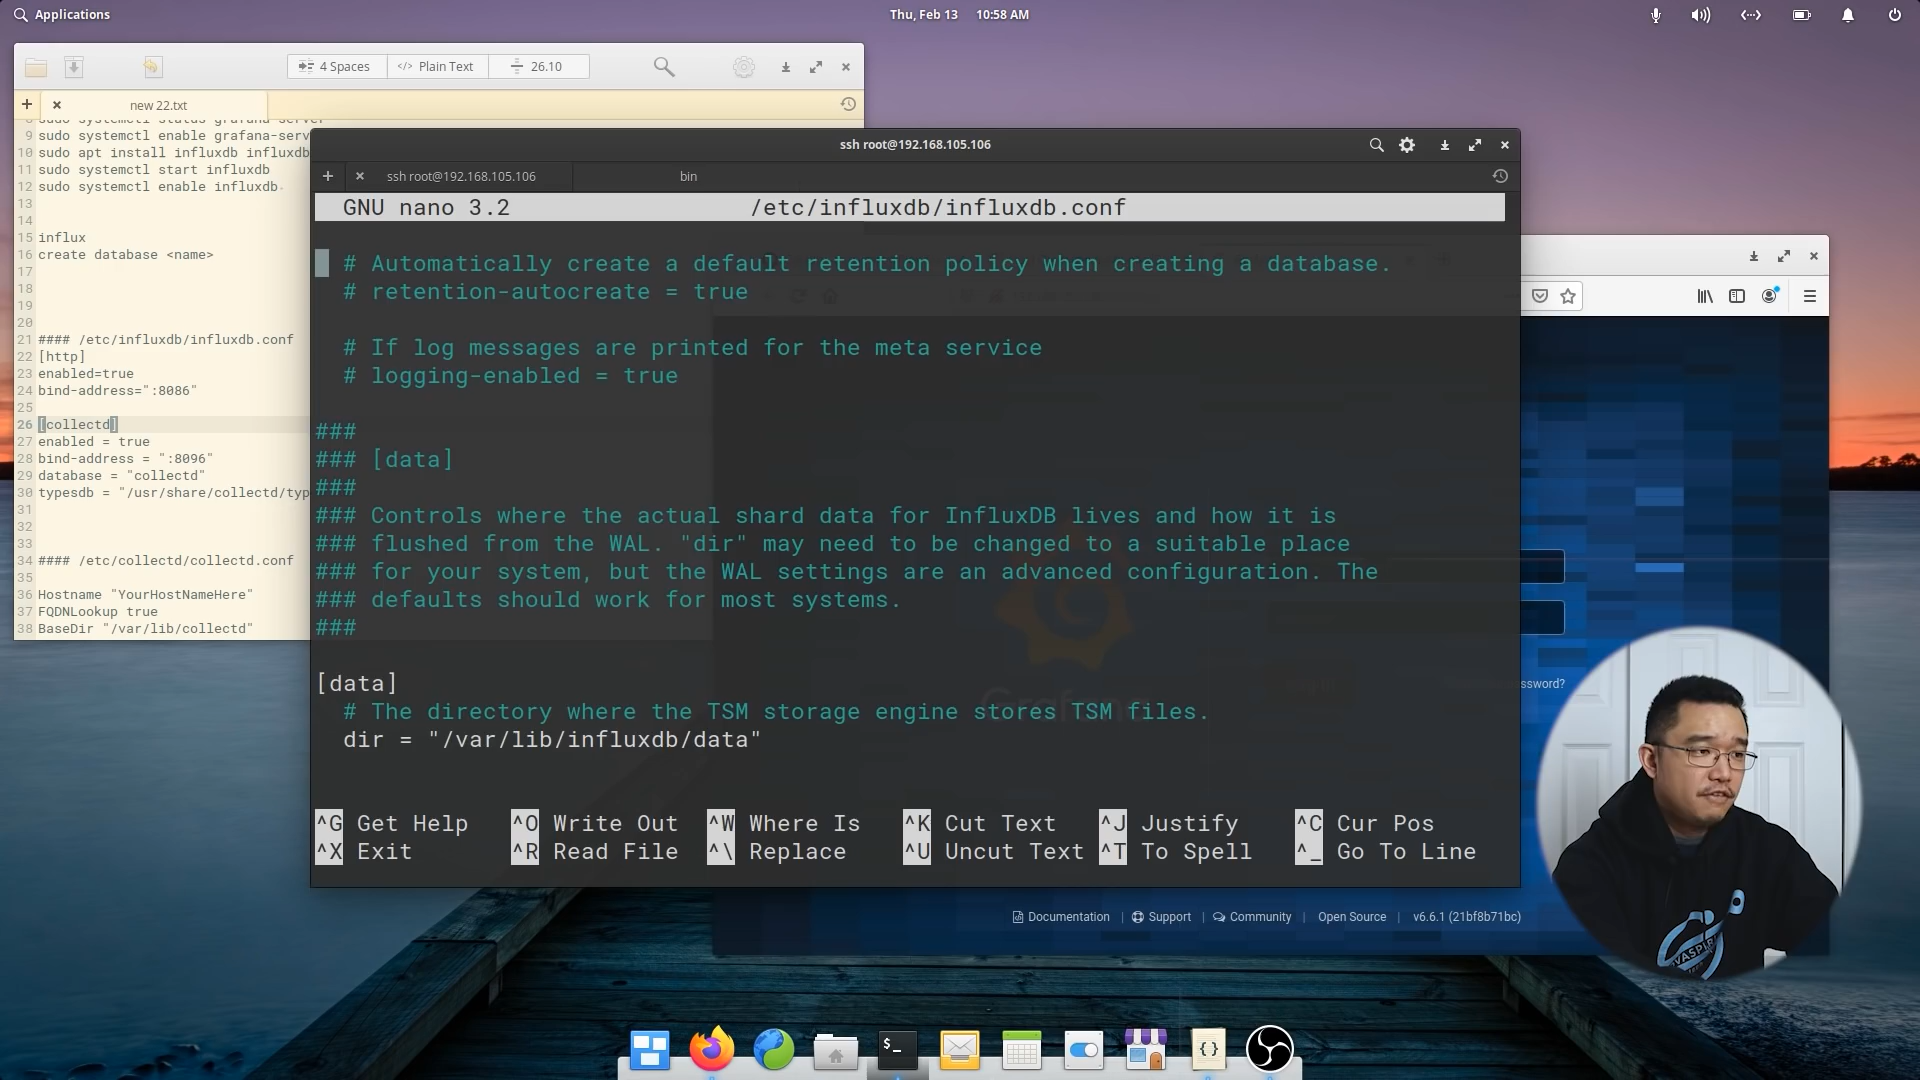 Applications
Thu, Feb 13 10:58 AM
4 Spaces
</> Plain Text
26.10
new 22.txt
8 sudo systemctl status grafana-server
9 sudo systemctl enable grafana-serv
10 sudo apt install influxdb influxdb
11 sudo systemctl start influxdb
12 sudo systemctl enable influxdb
13
14
15 influx
16 create database <name>
17
18
19
20
21 #### /etc/influxdb/influxdb.conf
22 [http]
23 enabled=true
24 bind-address=":8086"
25
26 [collectd]
27 enabled = true
28 bind-address = ":8096"
29 database = "collectd"
30 typesdb = "/usr/share/collectd/typ
31
32
33
34 #### /etc/collectd/collectd.conf
35
36 Hostname "YourHostNameHere"
37 FQDNLookup true
38 BaseDir "/var/lib/collectd"
ssh root@192.168.105.106
ssh root@192.168.105.106
bin
GNU nano 3.2 /etc/influxdb/influxdb.conf
# Automatically create a default retention policy when creating a database.
# retention-autocreate = true
# If log messages are printed for the meta service
# logging-enabled = true
###
### [data]
###
### Controls where the actual shard data for InfluxDB lives and how it is
### flushed from the WAL. "dir" may need to be changed to a suitable place
### for your system, but the WAL settings are an advanced configuration. The
### defaults should work for most systems.
###
[data]
# The directory where the TSM storage engine stores TSM files.
dir = "/var/lib/influxdb/data"
^G Get Help ^O Write Out ^W Where Is ^K Cut Text ^J Justify ^C Cur Pos
^X Exit ^R Read File ^\ Replace ^U Uncut Text ^T To Spell ^_ Go To Line
ssword?
Documentation | Support | Community | Open Source | v6.6.1 (21bf8b71bc)